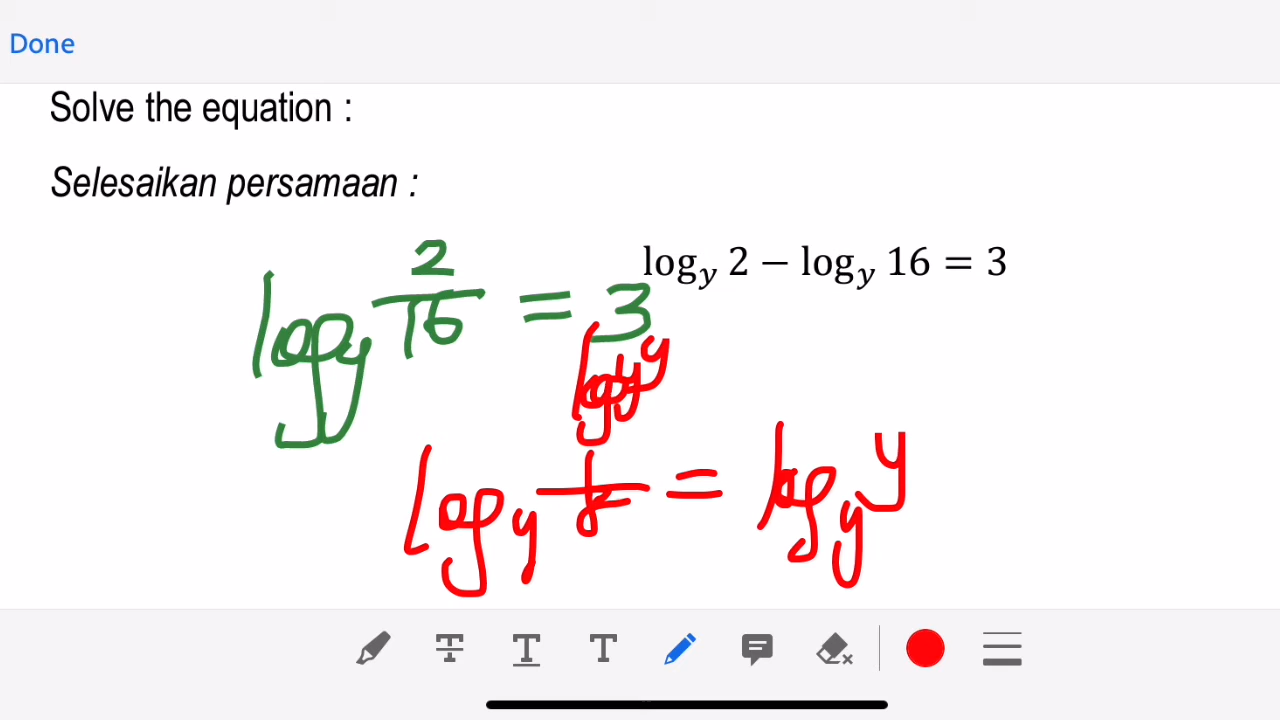 Done
Solve the equation :
Selesaikan persamaan :
log_y 2 − log_y 16 = 3
log_y 2/16 = 3
log_y y
log_y 1/8 = log_y y
T T T